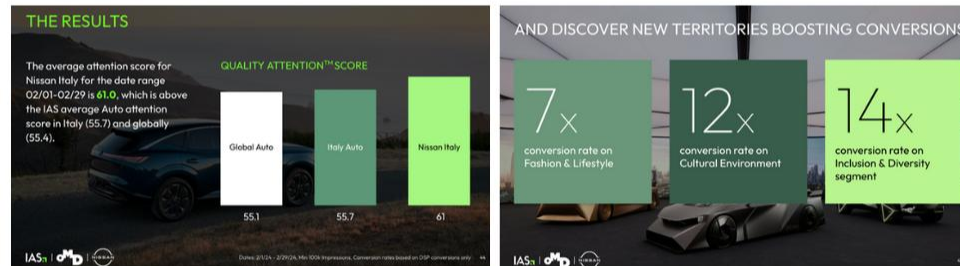 THE RESULTS
The average attention score for
Nissan Italy for the date range
02/01-02/29 is 61.0, which is above
the IAS average Auto attention
score in Italy (55.7) and globally
(55.4).
QUALITY ATTENTION™ SCORE
Global Auto
Italy Auto
Nissan Italy
55.1
55.7
61
IAS
OMD
NISSAN
Dates: 2/1/24 - 2/29/24, Min 100k Impressions, Conversion rates based on DSP conversions only
44
AND DISCOVER NEW TERRITORIES BOOSTING CONVERSIONS
7x
conversion rate on
Fashion & Lifestyle
12x
conversion rate on
Cultural Environment
14x
conversion rate on
Inclusion & Diversity
segment
IAS
OMD
NISSAN